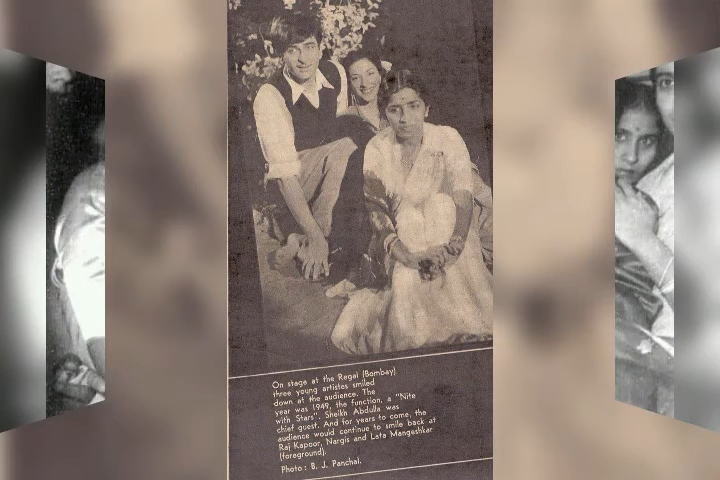 On stage at the Regal (Bombay)
three young artistes smiled
down at the audience. The
year was 1949, the function, a "Nite
with Stars". Sheikh Abdulla was
chief guest. And for years to come, the
audience would continue to smile back at
Raj Kapoor, Nargis and Lata Mangeshkar
(foreground).
Photo: B. J. Panchal.